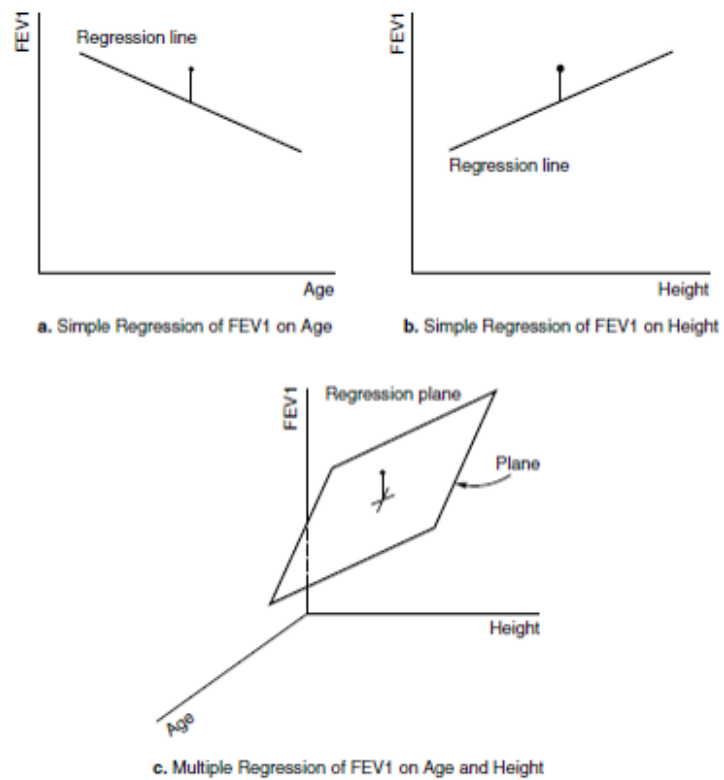 FEV1
Regression line
Age
a. Simple Regression of FEV1 on Age
FEV1
Regression line
Height
b. Simple Regression of FEV1 on Height
FEV1
Regression plane
Plane
Height
Age
c. Multiple Regression of FEV1 on Age and Height